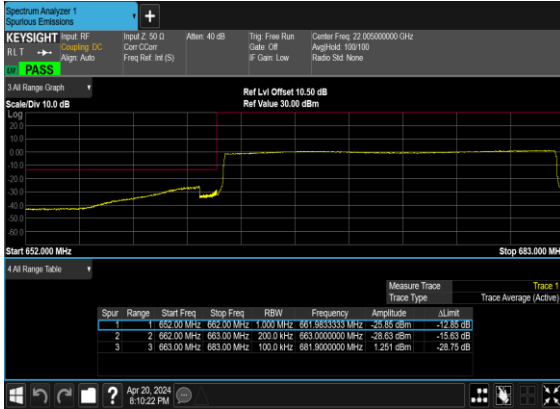 Spectrum Analyzer 1
Spurious Emissions
+
KEYSIGHT Input: RF Input Z: 50 Ω Atten: 40 dB Trig: Free Run Center Freq: 22.005000000 GHz
RLT Coupling: DC Corr CCorr Gate: Off Avg|Hold: 100/100
Align: Auto Freq Ref: Int (S) IF Gain: Low Radio Std: None
PASS
3 All Range Graph
Ref Lvl Offset 10.50 dB
Scale/Div 10.0 dB Ref Value 30.00 dBm
Log
20.0
10.0
0.00
-10.0
-20.0
-30.0
-40.0
-50.0
-60.0
Start 652.000 MHz Stop 683.000 MH
4 All Range Table
Measure Trace Trace 1
Trace Type Trace Average (Active)
Spur Range Start Freq Stop Freq RBW Frequency Amplitude ΔLimit
1 1 652.00 MHz 662.00 MHz 1.000 MHz 661.9833333 MHz -25.85 dBm -12.85 dB
2 2 662.00 MHz 663.00 MHz 200.0 kHz 663.0000000 MHz -28.63 dBm -15.63 dB
3 3 663.00 MHz 683.00 MHz 100.0 kHz 681.9000000 MHz 1.251 dBm -28.75 dB
?
Apr 20, 2024
8:10:22 PM